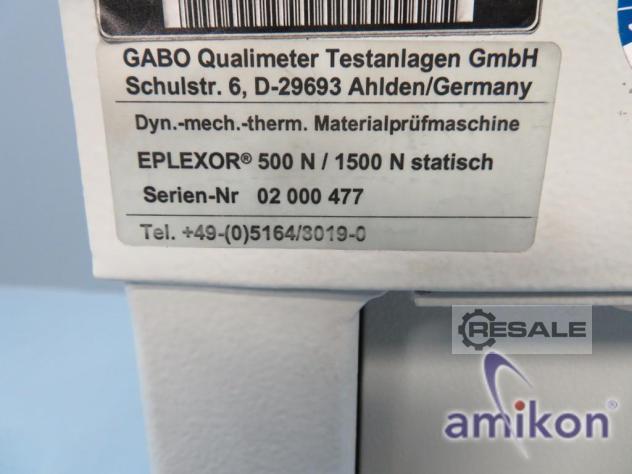 GABO Qualimeter Testanlagen GmbH
Schulstr. 6, D-29693 Ahlden/Germany
Dyn.-mech.-therm. Materialprüfmaschine
EPLEXOR® 500 N / 1500 N statisch
Serien-Nr 02 000 477
Tel. +49-(0)5164/3019-0
RESALE
amikon®